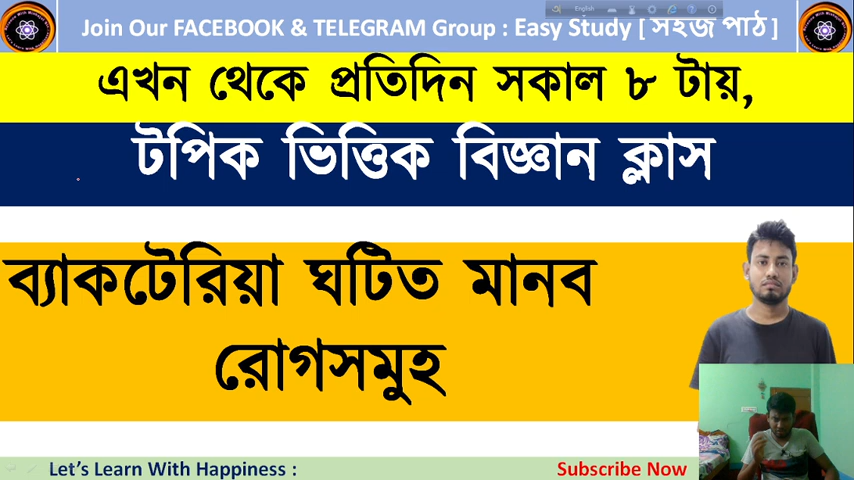 English
Join Our FACEBOOK & TELEGRAM Group : Easy Study [ সহজ পাঠ ]
এখন থেকে প্রতিদিন সকাল ৮ টায়,
টপিক ভিত্তিক বিজ্ঞান ক্লাস
ব্যাকটেরিয়া ঘটিত মানব
রোগসমুহ
Let's Learn With Happiness :
Subscribe Now